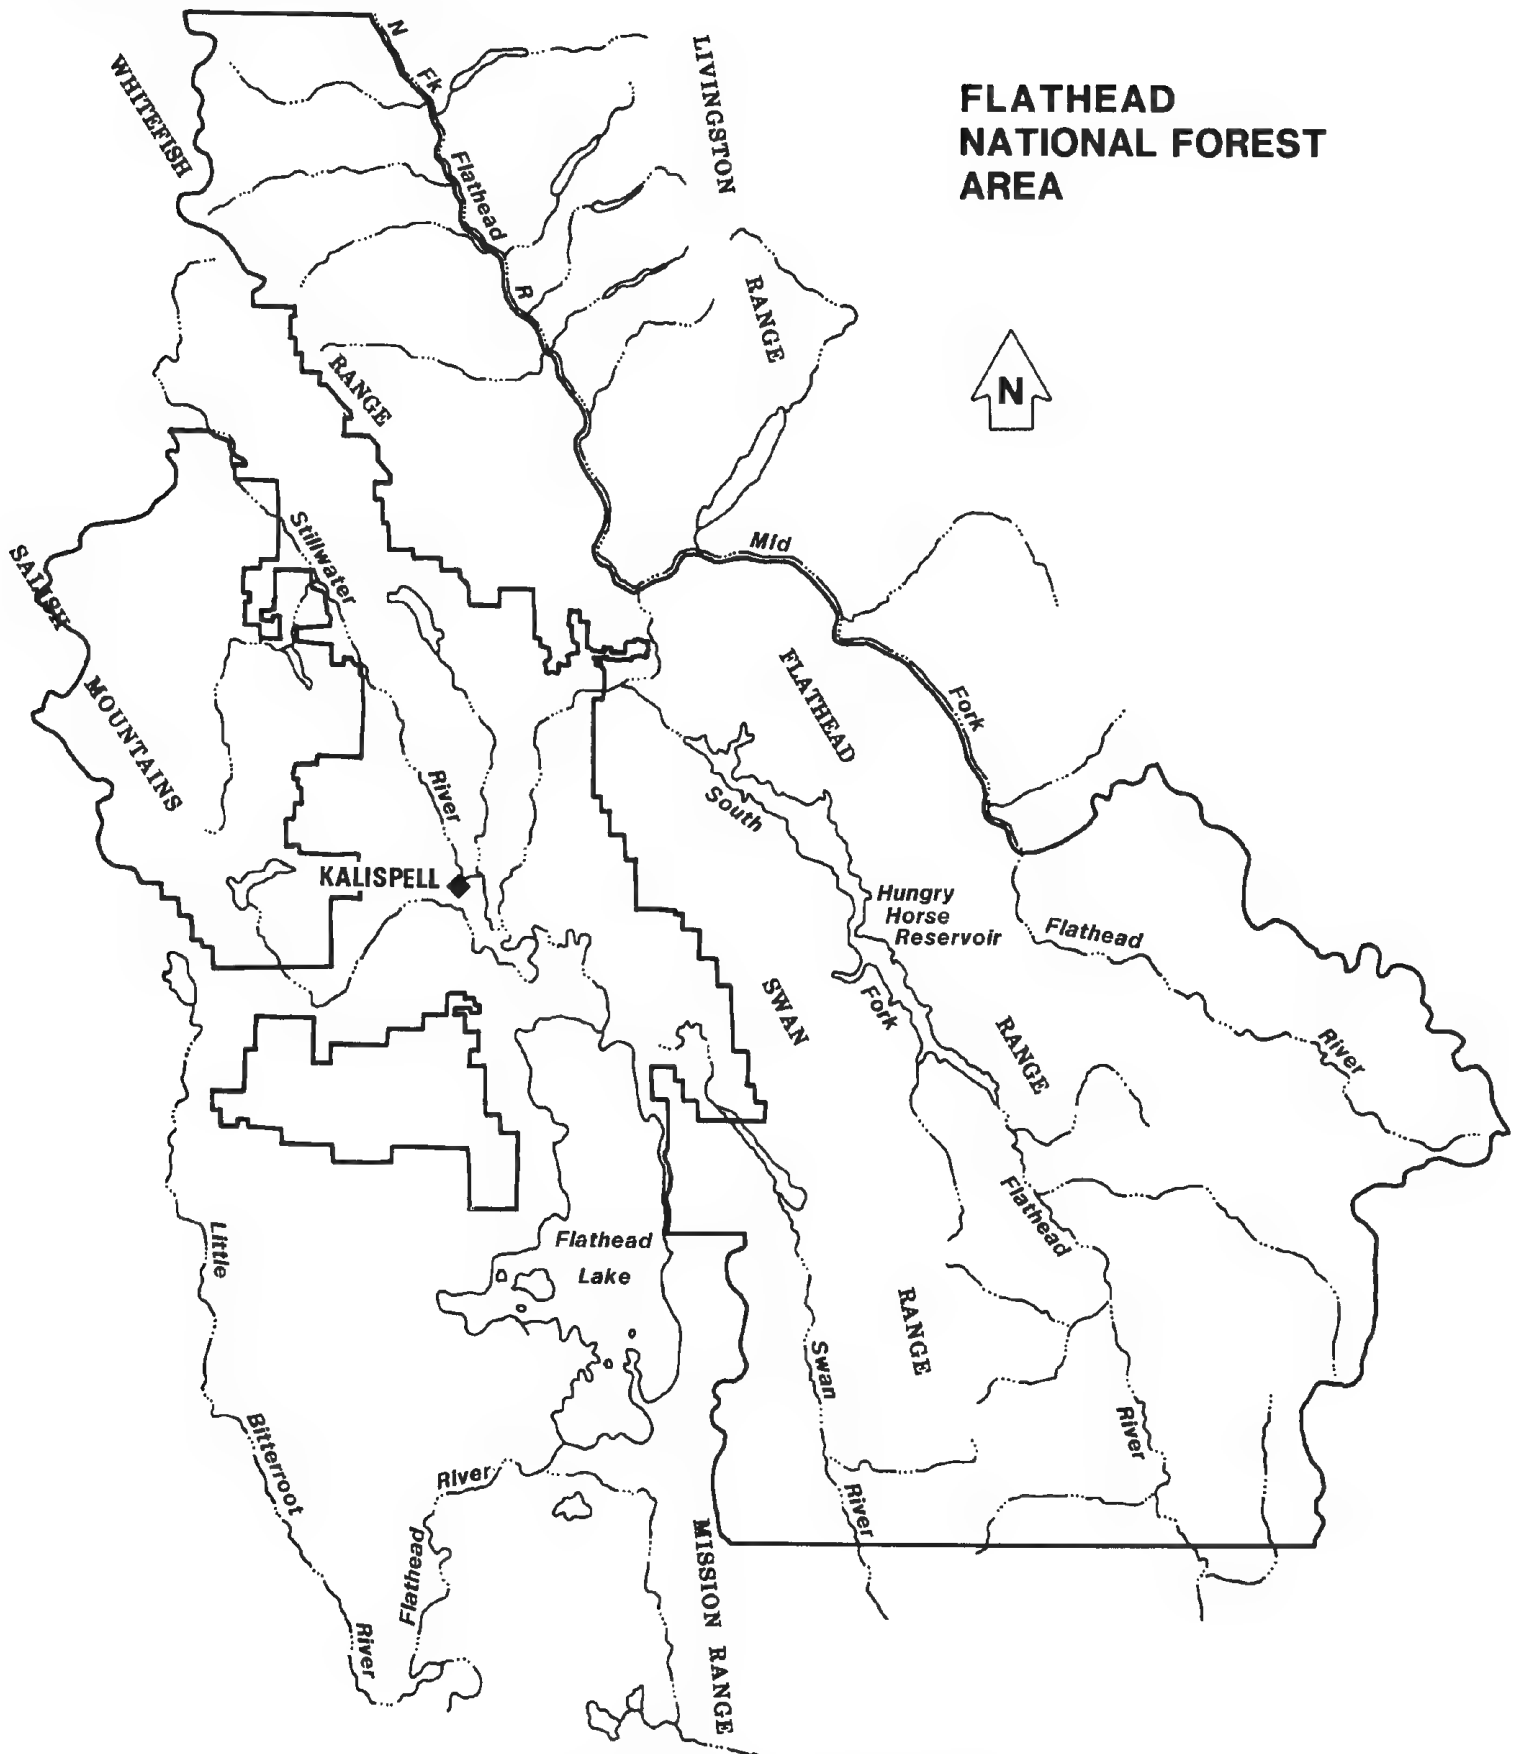 FLATHEAD
NATIONAL FOREST
AREA
N
N
Fk
Flathead
R
WHITEFISH
RANGE
LIVINGSTON
RANGE
Stillwater
River
SALISH
MOUNTAINS
Mid
Fork
Flathead
River
FLATHEAD
RANGE
South
Fork
Flathead
River
Hungry
Horse
Reservoir
KALISPELL
SWAN
RANGE
Flathead
Lake
Swan
River
Little
Bitterroot
River
Flathead
River
MISSION RANGE